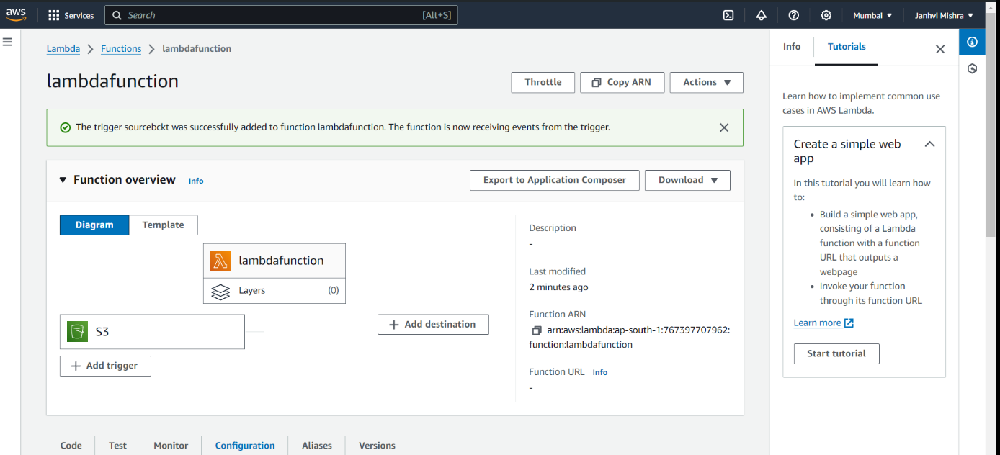 aws
Services
Search
[Alt+S]
Mumbai ▼
Janhvi Mishra ▼
Lambda > Functions > lambdafunction
lambdafunction
Throttle
Copy ARN
Actions ▼
The trigger sourcebckt was successfully added to function lambdafunction. The function is now receiving events from the trigger.
▼ Function overview Info
Export to Application Composer
Download ▼
Diagram
Template
lambdafunction
Layers (0)
S3
+ Add trigger
+ Add destination
Description
-
Last modified
2 minutes ago
Function ARN
arn:aws:lambda:ap-south-1:767397707962:
function:lambdafunction
Function URL Info
-
Code
Test
Monitor
Configuration
Aliases
Versions
Info
Tutorials
Learn how to implement common use
cases in AWS Lambda.
Create a simple web
app
In this tutorial you will learn how
to:
• Build a simple web app,
consisting of a Lambda
function with a function
URL that outputs a
webpage
• Invoke your function
through its function URL
Learn more
Start tutorial